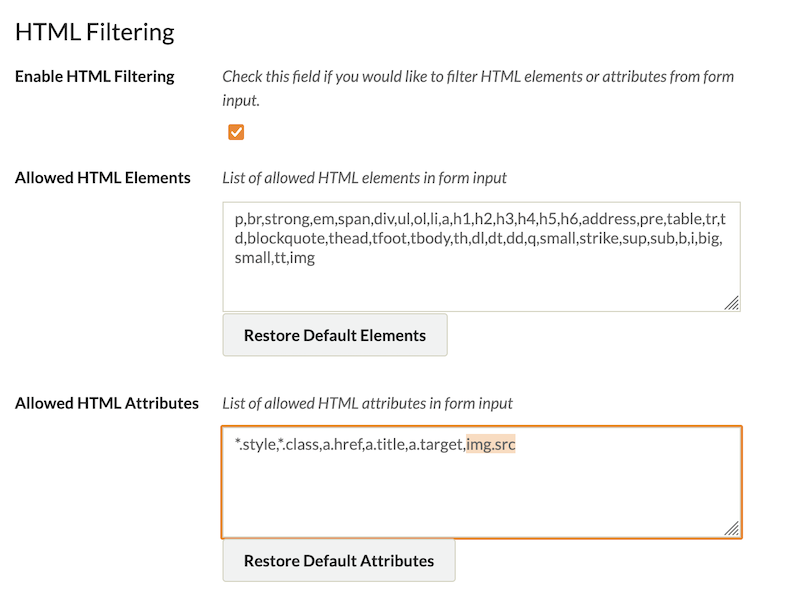 HTML Filtering
Enable HTML Filtering
Check this field if you would like to filter HTML elements or attributes from form
input.
Allowed HTML Elements
List of allowed HTML elements in form input
p,br,strong,em,span,div,ul,ol,li,a,h1,h2,h3,h4,h5,h6,address,pre,table,tr,t
d,blockquote,thead,tfoot,tbody,th,dl,dt,dd,q,small,strike,sup,sub,b,i,big,
small,tt,img
Restore Default Elements
Allowed HTML Attributes
List of allowed HTML attributes in form input
*.style,*.class,a.href,a.title,a.target,img.src
Restore Default Attributes